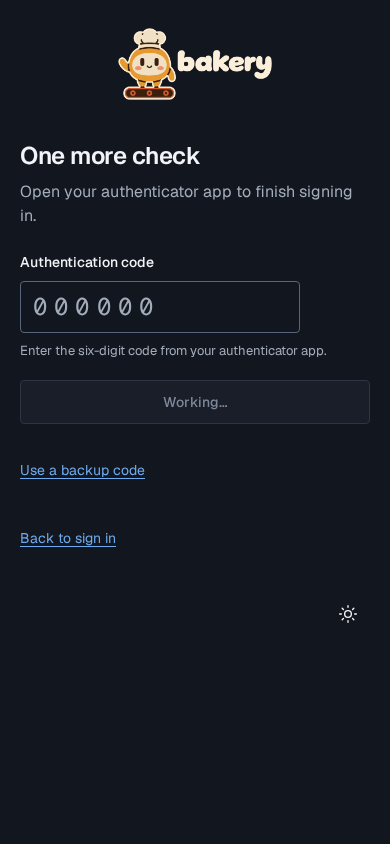 bakery
One more check
Open your authenticator app to finish signing
in.
Authentication code
000000
Enter the six-digit code from your authenticator app.
Working...
Use a backup code
Back to sign in